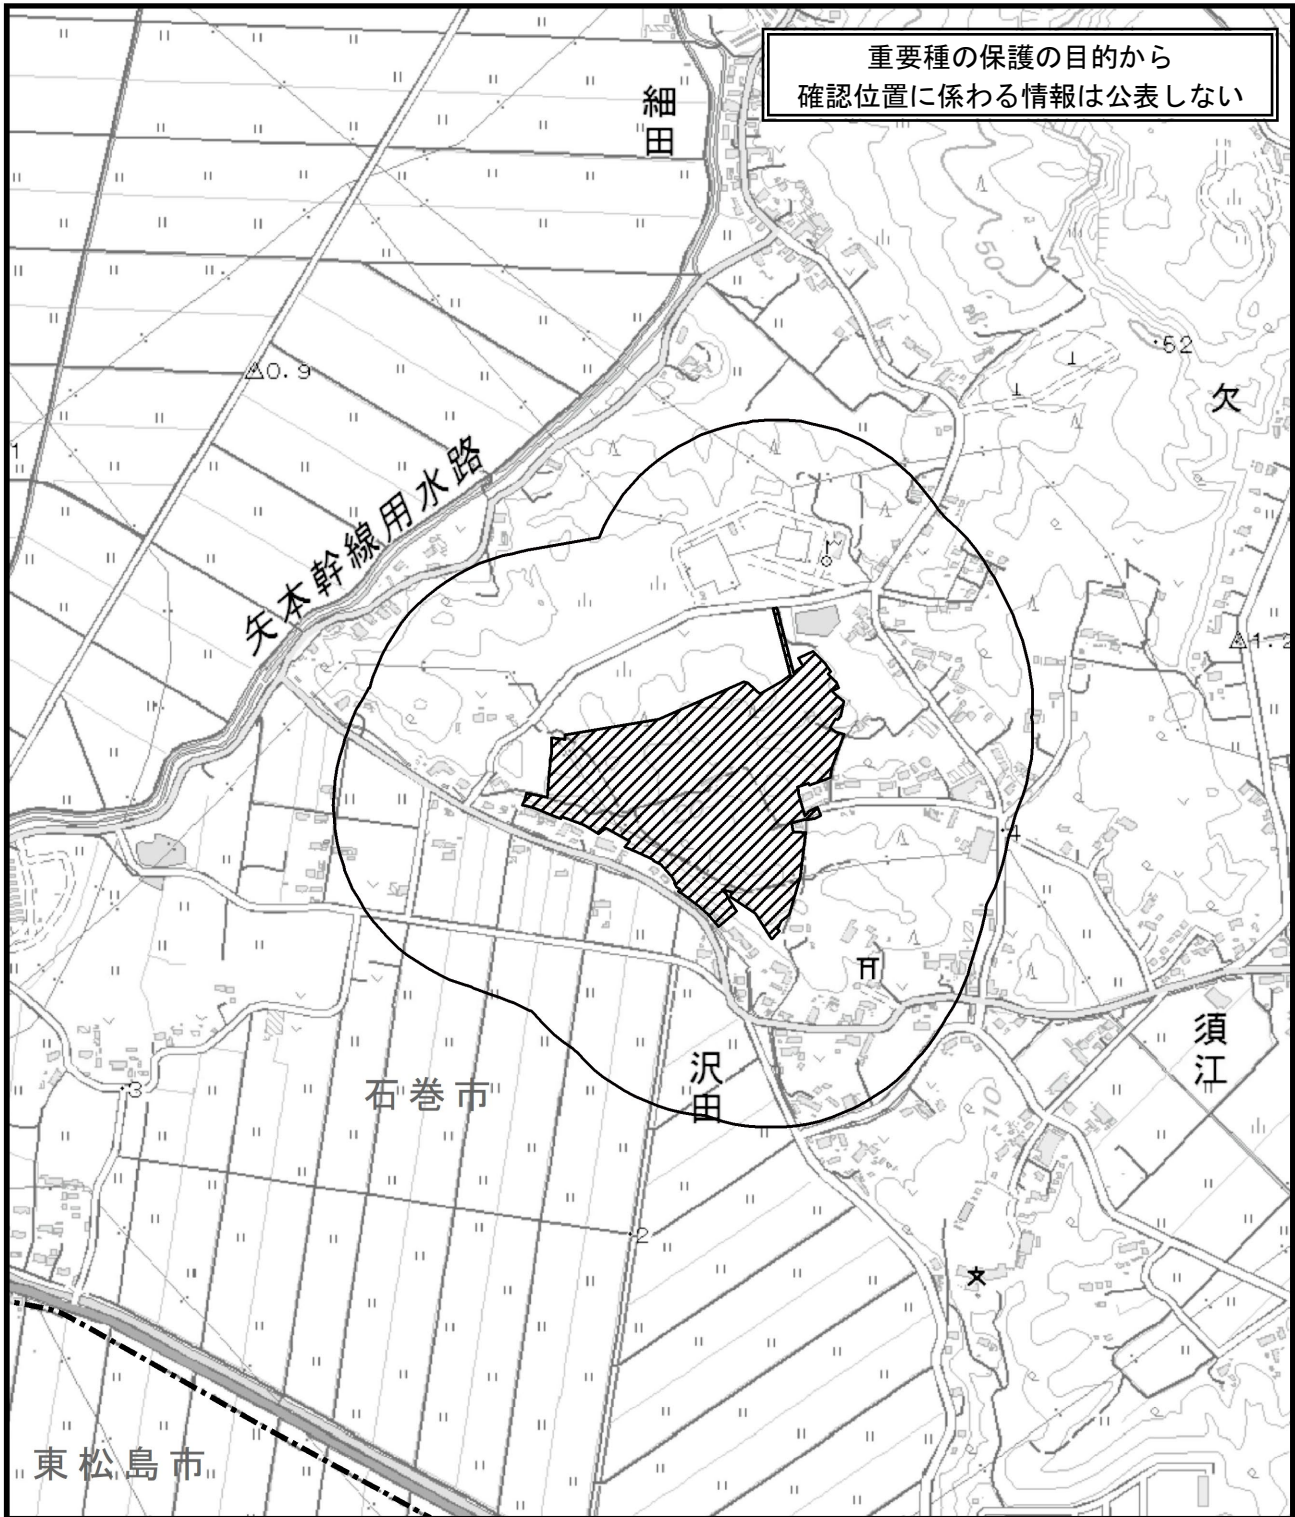 重要種の保護の目的から
確認位置に係わる情報は公表しない
細田
50
52
0.9
欠
1
矢本幹線用水路
1.2
4
須江
沢田
石巻市
10
3
2
文
東松島市